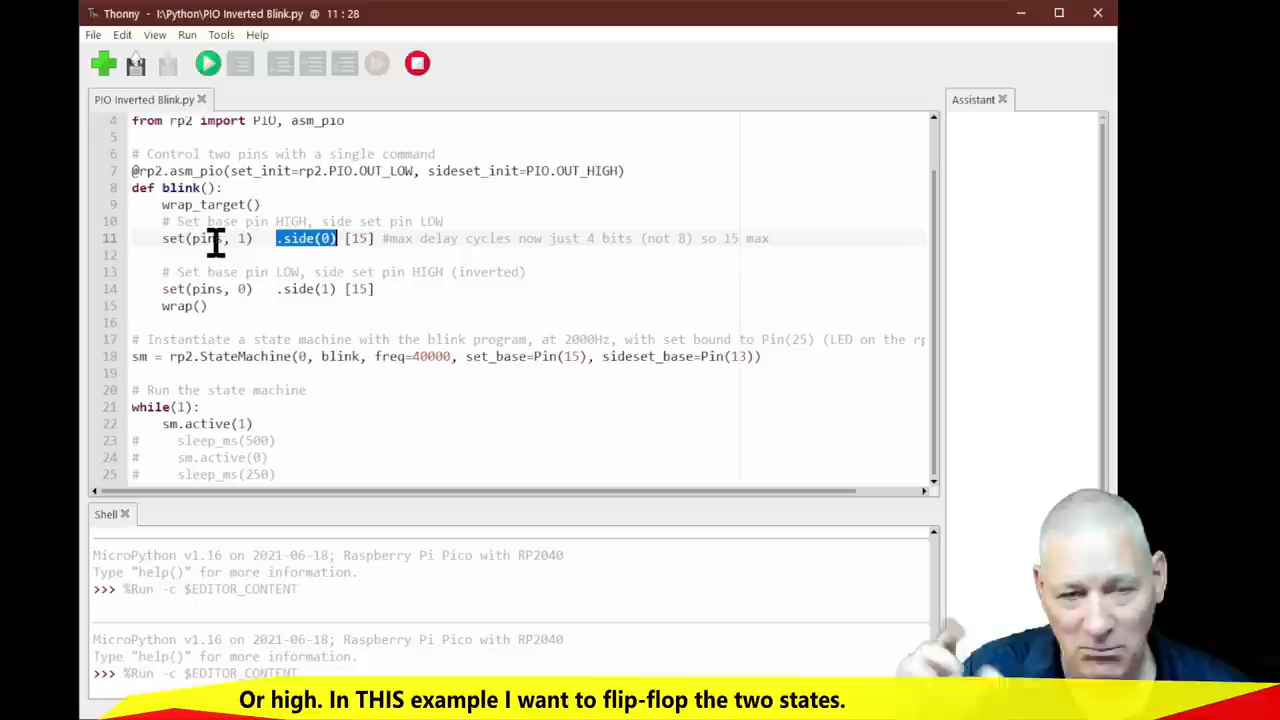 Thonny - I:\Python\PIO Inverted Blink.py @ 11 : 28
File Edit View Run Tools Help
PIO Inverted Blink.py
Assistant
4 from rp2 import PIO, asm_pio
5
6 # Control two pins with a single command
7 @rp2.asm_pio(set_init=rp2.PIO.OUT_LOW, sideset_init=PIO.OUT_HIGH)
8 def blink():
9 wrap_target()
10 # Set base pin HIGH, side set pin LOW
11 set(pins, 1) .side(0) [15] #max delay cycles now just 4 bits (not 8) so 15 max
12
13 # Set base pin LOW, side set pin HIGH (inverted)
14 set(pins, 0) .side(1) [15]
15 wrap()
16
17 # Instantiate a state machine with the blink program, at 2000Hz, with set bound to Pin(25) (LED on the rp
18 sm = rp2.StateMachine(0, blink, freq=40000, set_base=Pin(15), sideset_base=Pin(13))
19
20 # Run the state machine
21 while(1):
22 sm.active(1)
23 # sleep_ms(500)
24 # sm.active(0)
25 # sleep_ms(250)
Shell
MicroPython v1.16 on 2021-06-18; Raspberry Pi Pico with RP2040
Type "help()" for more information.
>>> %Run -c $EDITOR_CONTENT
MicroPython v1.16 on 2021-06-18; Raspberry Pi Pico with RP2040
Type "help()" for more information.
>>> %Run -c $EDITOR_CONTENT
Or high. In THIS example I want to flip-flop the two states.